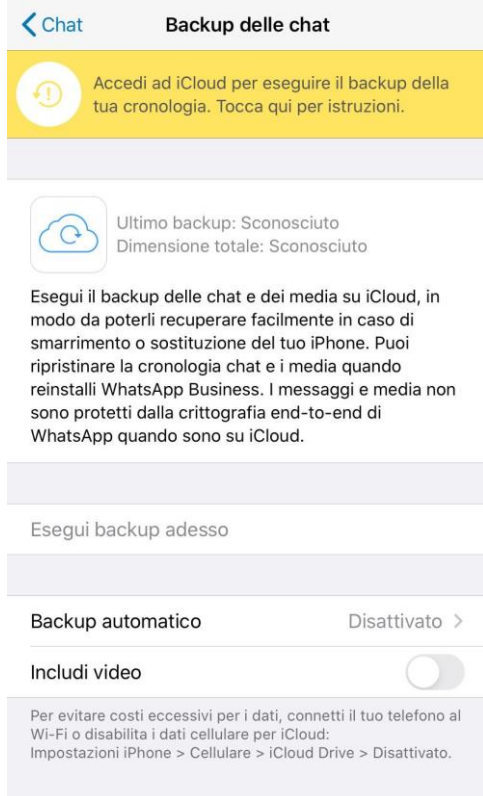 Chat
Backup delle chat
Accedi ad iCloud per eseguire il backup della
tua cronologia. Tocca qui per istruzioni.
Ultimo backup: Sconosciuto
Dimensione totale: Sconosciuto
Esegui il backup delle chat e dei media su iCloud, in
modo da poterli recuperare facilmente in caso di
smarrimento o sostituzione del tuo iPhone. Puoi
ripristinare la cronologia chat e i media quando
reinstalli WhatsApp Business. I messaggi e media non
sono protetti dalla crittografia end-to-end di
WhatsApp quando sono su iCloud.
Esegui backup adesso
Backup automatico Disattivato >
Includi video
Per evitare costi eccessivi per i dati, connetti il tuo telefono al
Wi-Fi o disabilita i dati cellulare per iCloud:
Impostazioni iPhone > Cellulare > iCloud Drive > Disattivato.